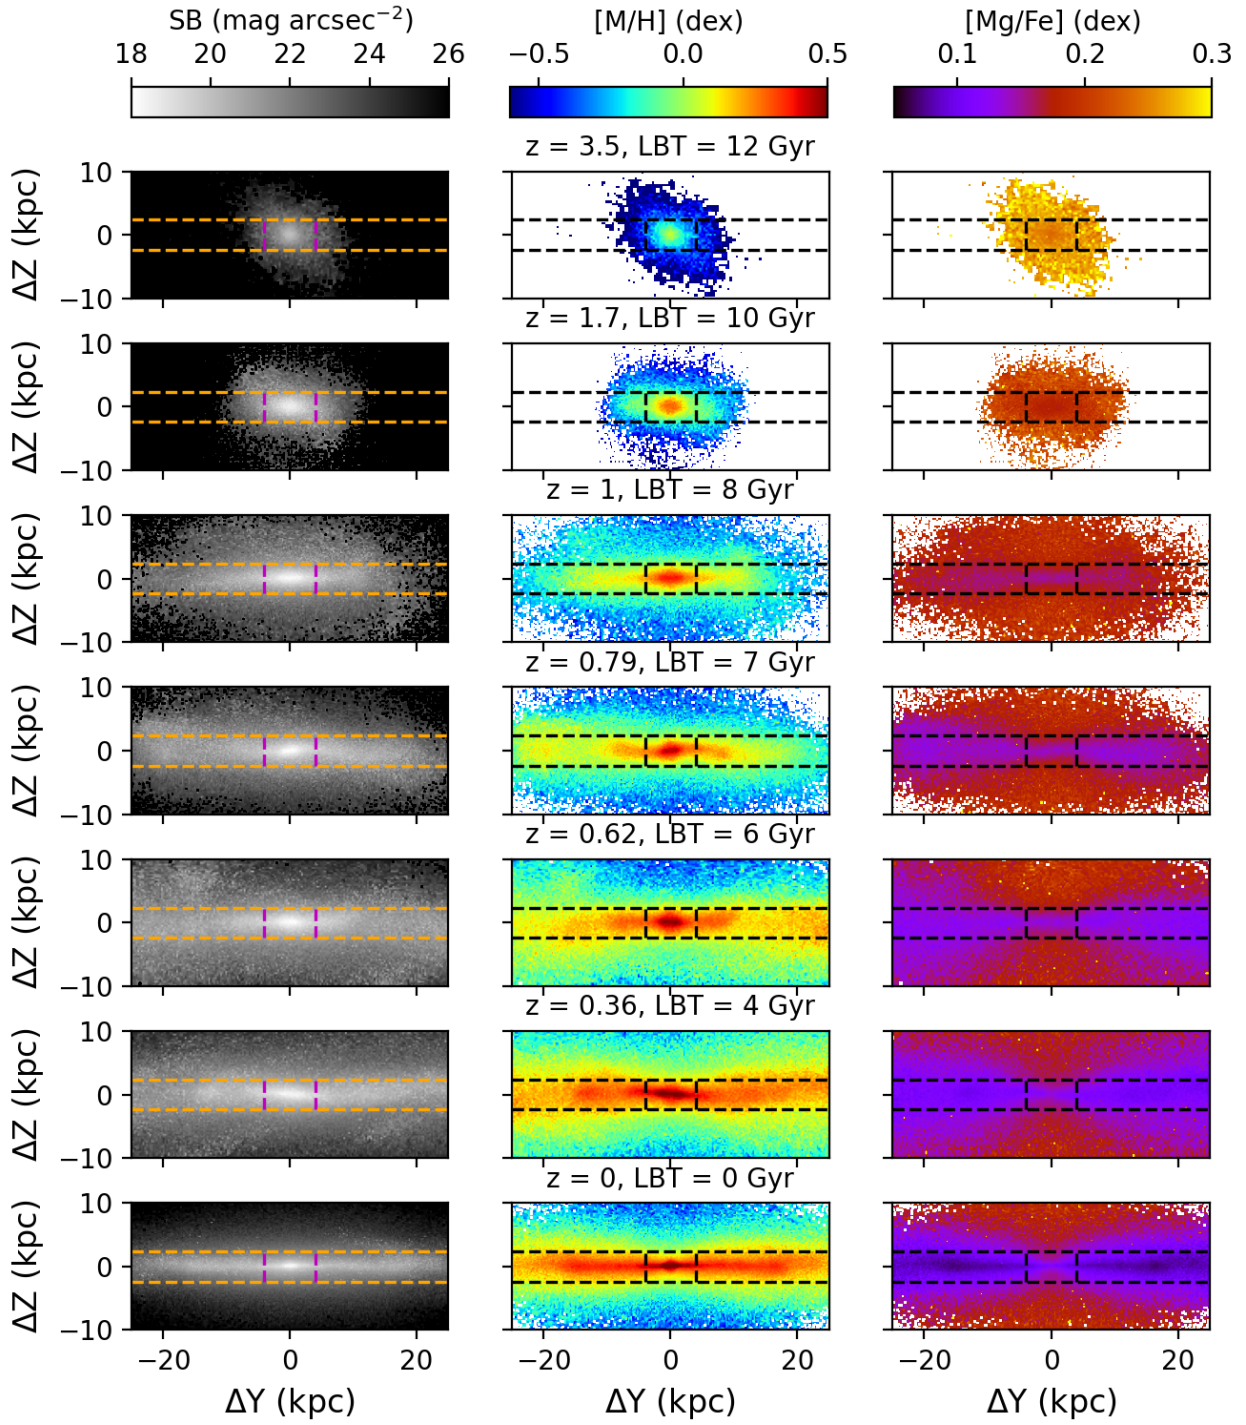 SB (mag arcsec⁻²) [M/H] (dex) [Mg/Fe] (dex)
18 20 22 24 26 −0.5 0.0 0.5 0.1 0.2 0.3
z = 3.5, LBT = 12 Gyr
10
ΔZ (kpc) 0
−10
z = 1.7, LBT = 10 Gyr
10
ΔZ (kpc) 0
−10
z = 1, LBT = 8 Gyr
10
ΔZ (kpc) 0
−10
z = 0.79, LBT = 7 Gyr
10
ΔZ (kpc) 0
−10
z = 0.62, LBT = 6 Gyr
10
ΔZ (kpc) 0
−10
z = 0.36, LBT = 4 Gyr
10
ΔZ (kpc) 0
−10
z = 0, LBT = 0 Gyr
10
ΔZ (kpc) 0
−10
−20 0 20 −20 0 20 −20 0 20
ΔY (kpc) ΔY (kpc) ΔY (kpc)